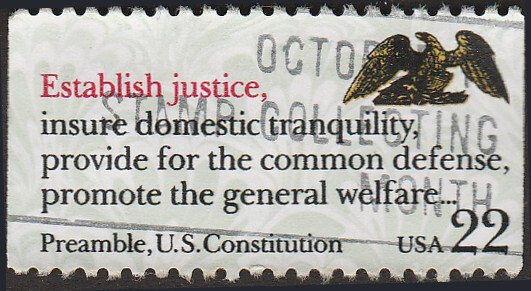 OCTO
Establish justice,
STAMP COLLECTING
insure domestic tranquility,
provide for the common defense,
promote the general welfare...
MONTH
Preamble, U.S. Constitution USA 22